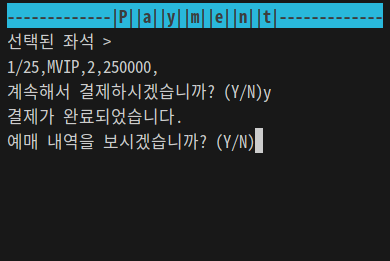 -------------|P||a||y||m||e||n||t|-------------
선택된 좌석 >
1/25,MVIP,2,250000,
계속해서 결제하시겠습니까? (Y/N)y
결제가 완료되었습니다.
예매 내역을 보시겠습니까? (Y/N)